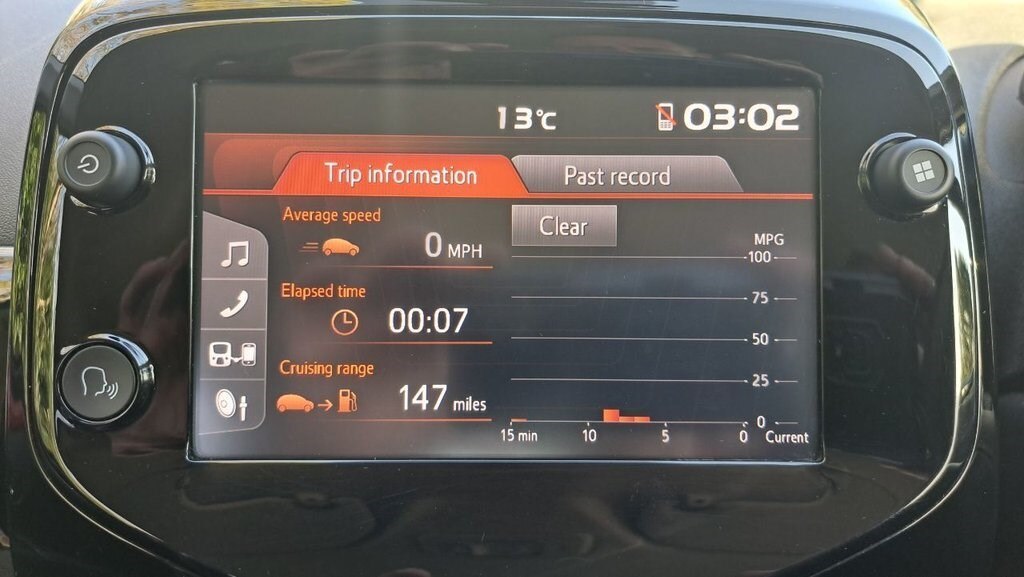 13°C 03:02
Trip information Past record
Average speed
0 MPH
Clear
MPG
100
75
50
25
0
Elapsed time
00:07
Cruising range
147 miles
15 min 10 5 0 Current